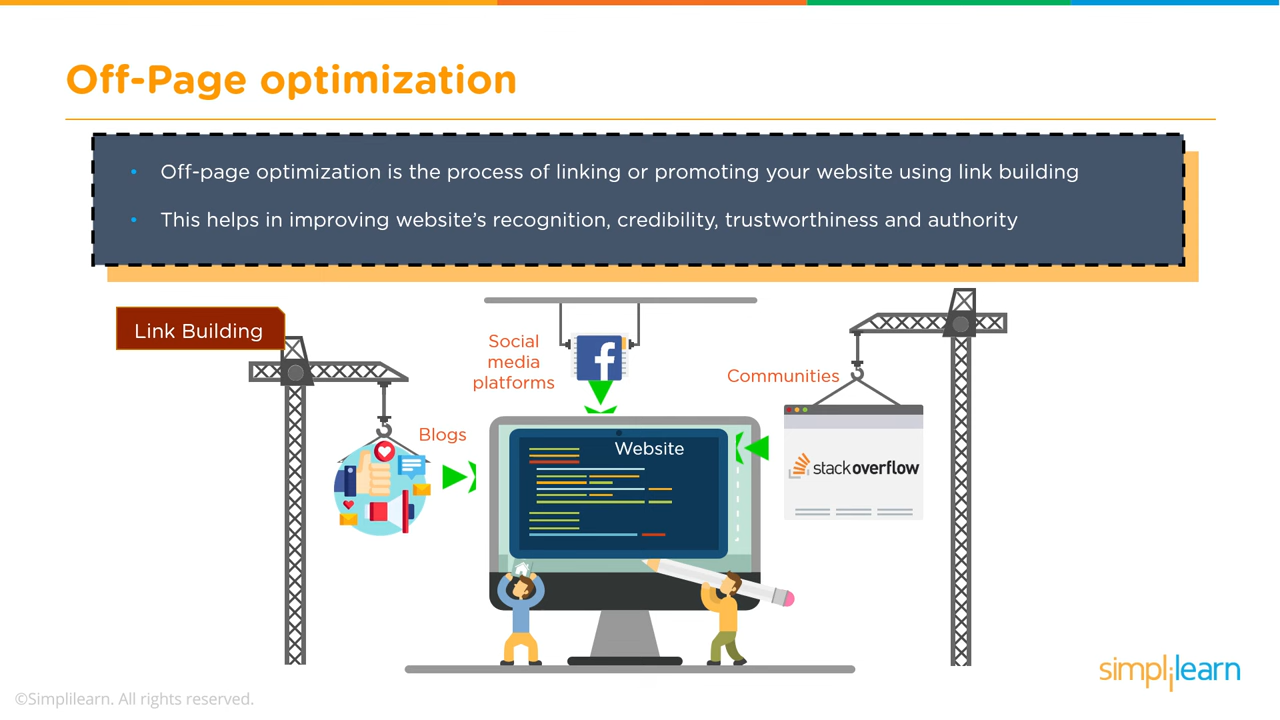 Off-Page optimization
• Off-page optimization is the process of linking or promoting your website using link building
• This helps in improving website's recognition, credibility, trustworthiness and authority
Link Building
Social
media
platforms
f
Communities
Blogs
Website
stackoverflow
simplilearn
©Simplilearn. All rights reserved.